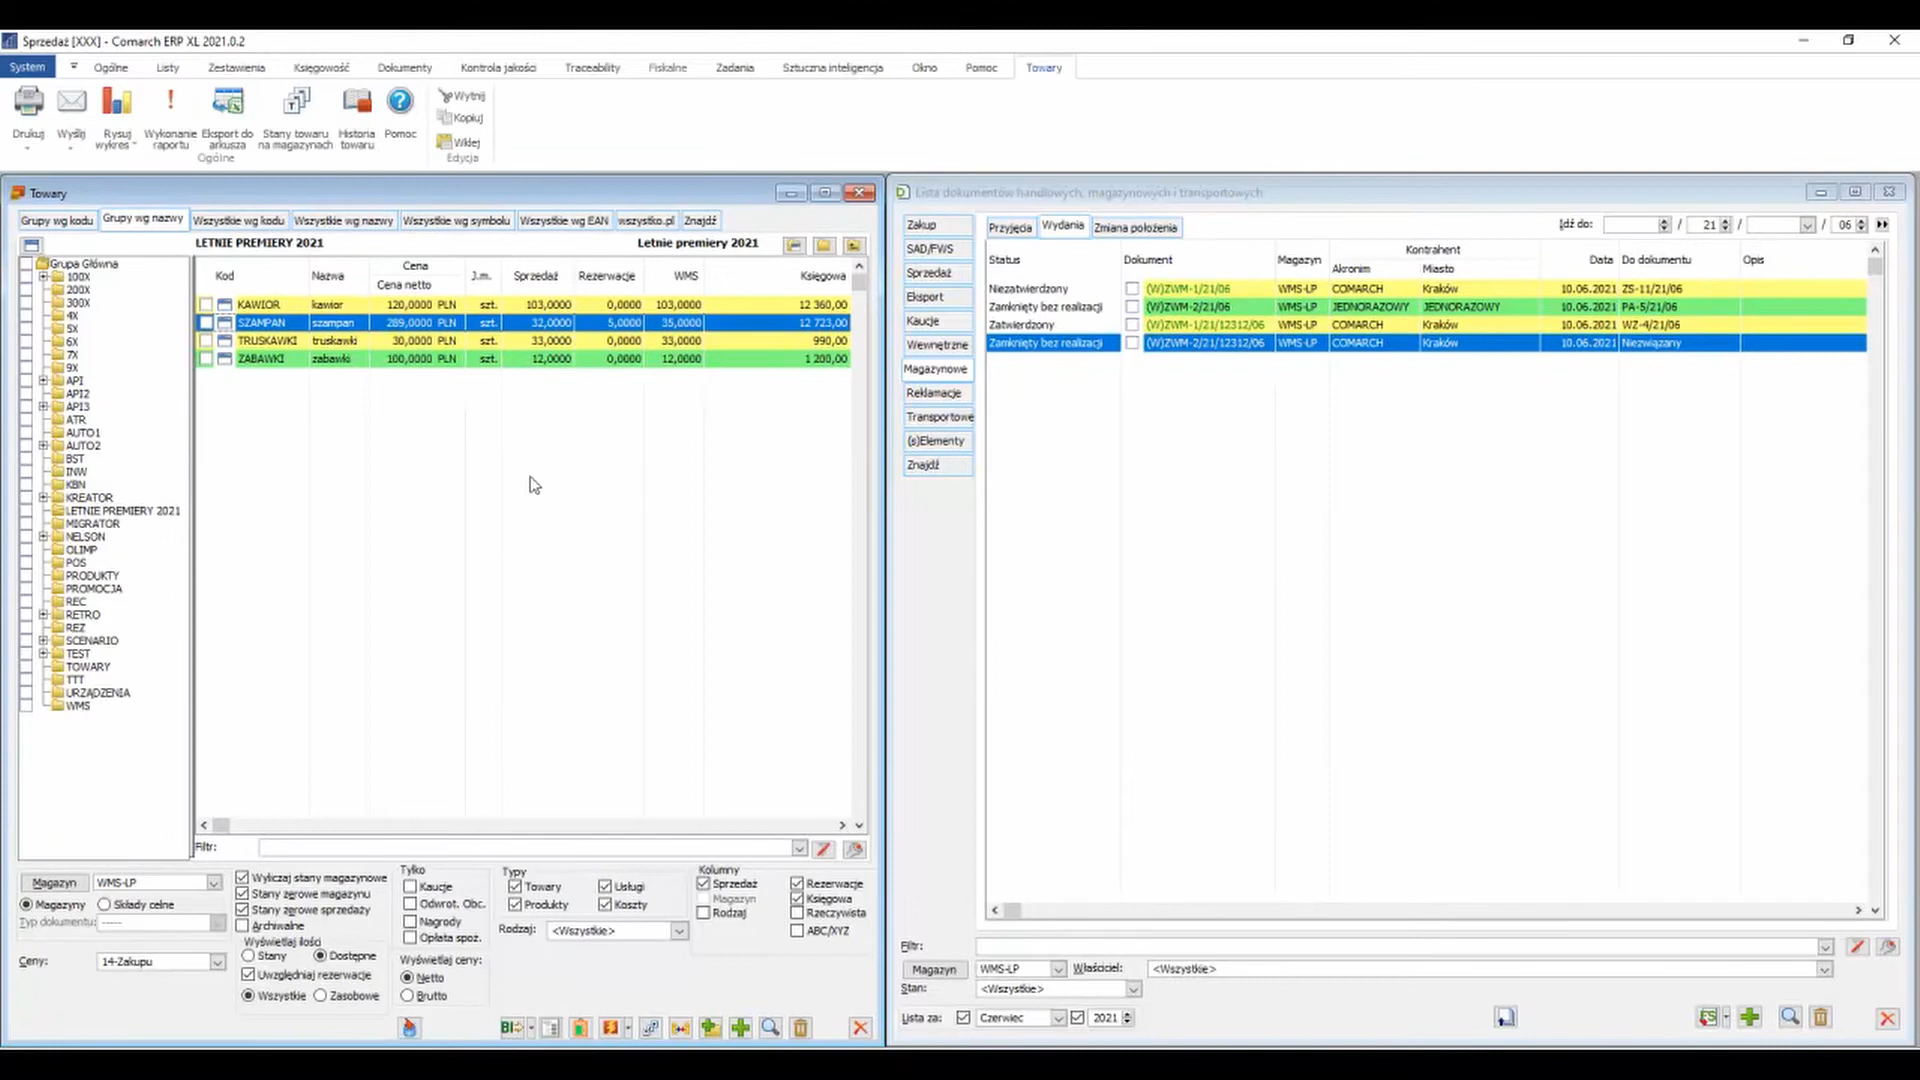 Sprzedaż [XXX] - Comarch ERP XL 2021.0.2
System Ogólne Listy Zestawienia Księgowość Dokumenty Kontrola jakości Traceability Fiskalne Zadania Sztuczna inteligencja Okno Pomoc Towary
Drukuj Wyślij Rysuj wykres Wykonanie raportu Eksport do arkusza Stany towaru na magazynach Historia towaru Pomoc
Ogólne
Wytnij
Kopiuj
Wklej
Edycja
Towary
Grupy wg kodu Grupy wg nazwy Wszystkie wg kodu Wszystkie wg nazwy Wszystkie wg symbolu Wszystkie wg EAN wszystko.pl Znajdź
LETNIE PREMIERY 2021 Letnie premiery 2021
Grupa Główna
100X
200X
300X
4X
5X
6X
7X
9X
API
API2
API3
ATR
AUTO1
AUTO2
BST
INW
KBN
KREATOR
LETNIE PREMIERY 2021
MIGRATOR
NELSON
OLIMP
POS
PRODUKTY
PROMOCJA
REC
RETRO
REZ
SCENARIO
TEST
TOWARY
TTT
URZĄDZENIA
WMS
Kod Nazwa Cena J.m. Sprzedaż Rezerwacje WMS Księgowa
Cena netto
KAWIOR kawior 120,0000 PLN szt. 103,0000 0,0000 103,0000 12 360,00
SZAMPAN szampan 289,0000 PLN szt. 32,0000 5,0000 35,0000 12 723,00
TRUSKAWKI truskawki 30,0000 PLN szt. 33,0000 0,0000 33,0000 990,00
ZABAWKI zabawki 100,0000 PLN szt. 12,0000 0,0000 12,0000 1 200,00
Filtr:
Magazyn WMS-LP
Magazyny Składy celne
Typ dokumentu: -----
Ceny: 14-Zakupu
Wyliczaj stany magazynowe
Stany zerowe magazynu
Stany zerowe sprzedaży
Archiwalne
Wyświetlaj ilości
Stany Dostępne
Uwzględniaj rezerwacje
Wszystkie Zasobowe
Tylko
Kaucje
Odwrot. Obc.
Nagrody
Opłata spoż.
Wyświetlaj ceny:
Netto
Brutto
Typy
Towary Usługi
Produkty Koszty
Rodzaj: <Wszystkie>
Kolumny
Sprzedaż Rezerwacje
Magazyn Księgowa
Rodzaj Rzeczywista
ABC/XYZ
BI
Lista dokumentów handlowych, magazynowych i transportowych
Zakup
SAD/FWS
Sprzedaż
Eksport
Kaucje
Wewnętrzne
Magazynowe
Reklamacje
Transportowe
(s)Elementy
Znajdź
Przyjęcia Wydania Zmiana położenia Idź do: / 21 / / 06
Status Dokument Magazyn Kontrahent Data Do dokumentu Opis
Akronim Miasto
Niezatwierdzony (W)ZWM-1/21/06 WMS-LP COMARCH Kraków 10.06.2021 ZS-11/21/06
Zamknięty bez realizacji (W)ZWM-2/21/06 WMS-LP JEDNORAZOWY JEDNORAZOWY 10.06.2021 PA-5/21/06
Zatwierdzony (W)ZWM-1/21/12312/06 WMS-LP COMARCH Kraków 10.06.2021 WZ-4/21/06
Zamknięty bez realizacji (W)ZWM-2/21/12312/06 WMS-LP COMARCH Kraków 10.06.2021 Niezwiązany
Filtr:
Magazyn WMS-LP Właściciel: <Wszystkie>
Stan: <Wszystkie>
Lista za: Czerwiec 2021